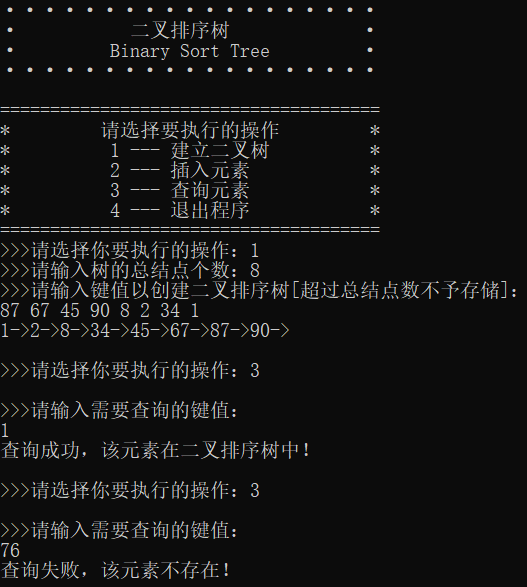 二叉排序树
Binary Sort Tree
======================================
* 请选择要执行的操作 *
* 1 --- 建立二叉树 *
* 2 --- 插入元素 *
* 3 --- 查询元素 *
* 4 --- 退出程序 *
======================================
>>>请选择你要执行的操作：1
>>>请输入树的总结点个数：8
>>>请输入键值以创建二叉排序树[超过总结点数不予存储]：
87 67 45 90 8 2 34 1
1->2->8->34->45->67->87->90->
>>>请选择你要执行的操作：3
>>>请输入需要查询的键值：
1
查询成功，该元素在二叉排序树中！
>>>请选择你要执行的操作：3
>>>请输入需要查询的键值：
76
查询失败，该元素不存在！